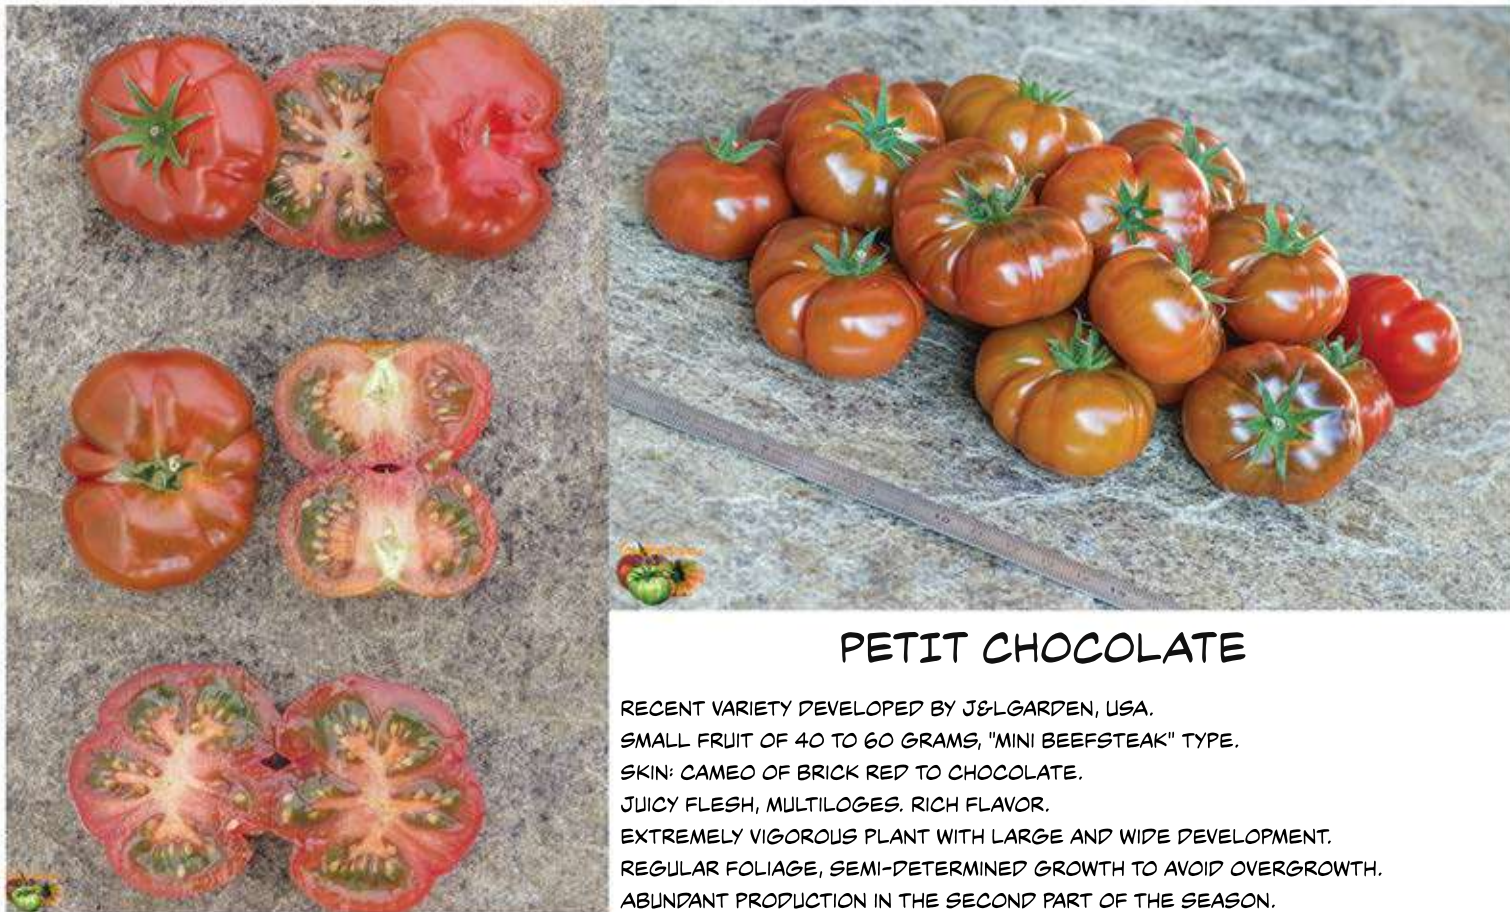 PETIT CHOCOLATE
RECENT VARIETY DEVELOPED BY J&LGARDEN, USA.
SMALL FRUIT OF 40 TO 60 GRAMS, "MINI BEEFSTEAK" TYPE.
SKIN: CAMEO OF BRICK RED TO CHOCOLATE.
JUICY FLESH, MULTILOGES. RICH FLAVOR.
EXTREMELY VIGOROUS PLANT WITH LARGE AND WIDE DEVELOPMENT.
REGULAR FOLIAGE, SEMI-DETERMINED GROWTH TO AVOID OVERGROWTH.
ABUNDANT PRODUCTION IN THE SECOND PART OF THE SEASON.